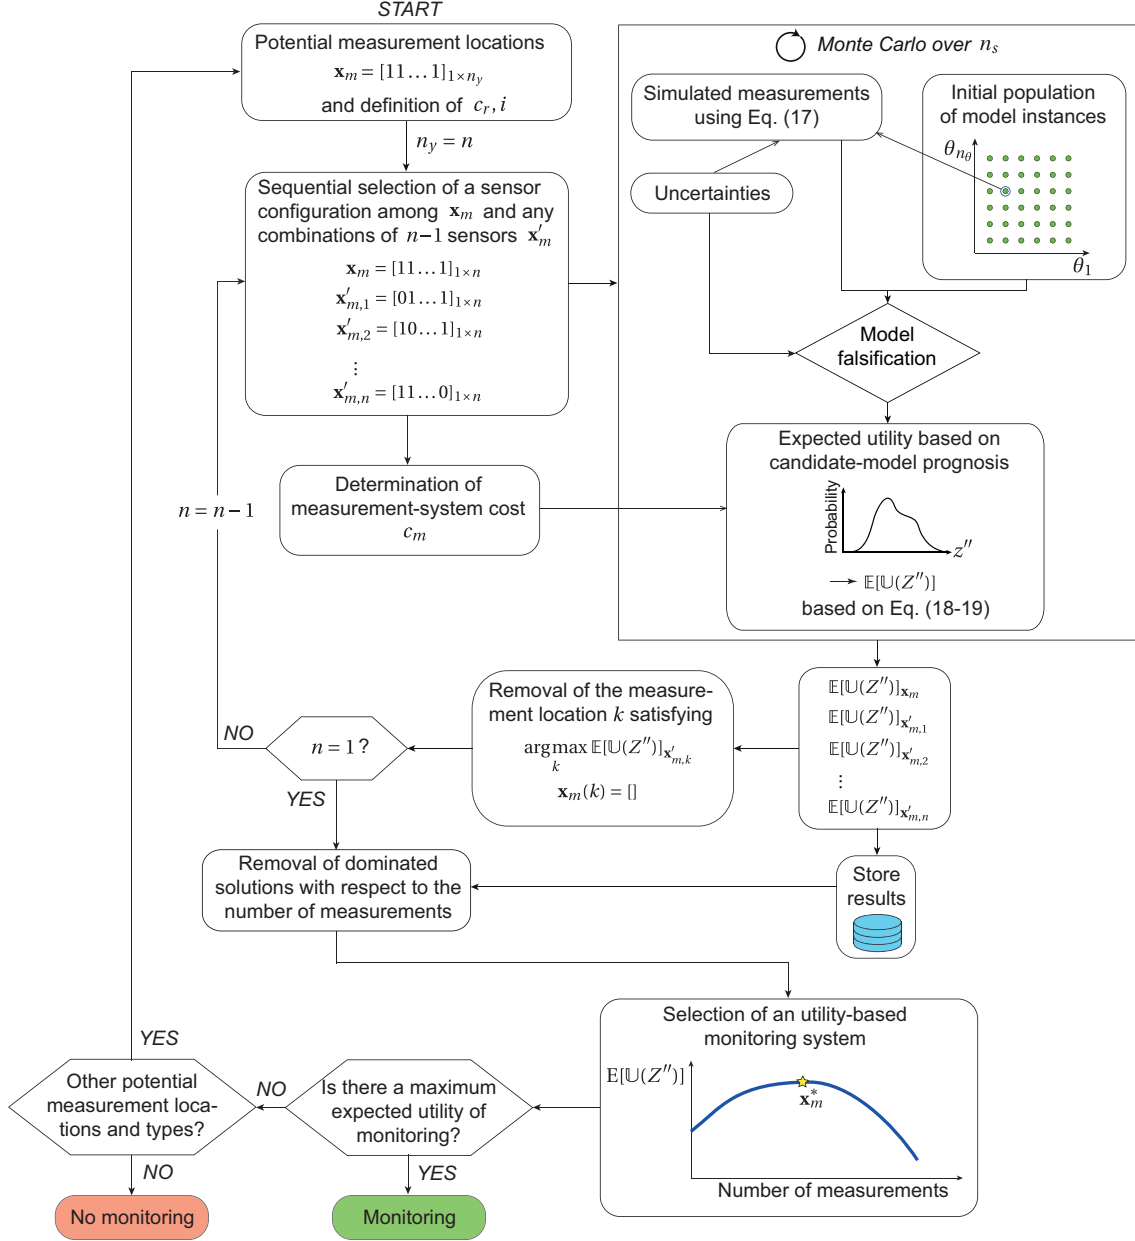 START
Potential measurement locations
𝐱_m = [11 … 1]_{1×n_y}
and definition of c_r, i
n_y = n
Sequential selection of a sensor
configuration among 𝐱_m and any
combinations of n−1 sensors 𝐱′_m
𝐱_m = [11 … 1]_{1×n}
𝐱′_{m,1} = [01 … 1]_{1×n}
𝐱′_{m,2} = [10 … 1]_{1×n}
⋮
𝐱′_{m,n} = [11 … 0]_{1×n}
Determination of
measurement-system cost
c_m
n = n−1
Monte Carlo over n_s
Simulated measurements
using Eq. (17)
Initial population
of model instances
θ_{n_θ}
θ_1
Uncertainties
Model
falsification
Expected utility based on
candidate-model prognosis
Probability
z″
→ 𝔼[𝕌(Z″)]
based on Eq. (18-19)
𝔼[𝕌(Z″)]_{𝐱_m}
𝔼[𝕌(Z″)]_{𝐱′_{m,1}}
𝔼[𝕌(Z″)]_{𝐱′_{m,2}}
⋮
𝔼[𝕌(Z″)]_{𝐱′_{m,n}}
Removal of the measure-
ment location k satisfying
argmax 𝔼[𝕌(Z″)]_{𝐱′_{m,k}}
k
𝐱_m(k) = []
n = 1 ?
NO
YES
Store
results
Removal of dominated
solutions with respect to the
number of measurements
Selection of an utility-based
monitoring system
E[𝕌(Z″)]
𝐱*_m
Number of measurements
Is there a maximum
expected utility of
monitoring?
NO
YES
Monitoring
Other potential
measurement loca-
tions and types?
YES
NO
No monitoring